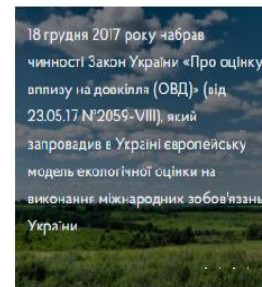 18 грудня 2017 року набрав
чинності Закон України «Про оцінку
впливу на довкілля (ОВД)» (від
23.05.17 №2059-VIII), який
запровадив в Україні європейську
модель екологічної оцінки на
виконання міжнародних зобов'язань
України